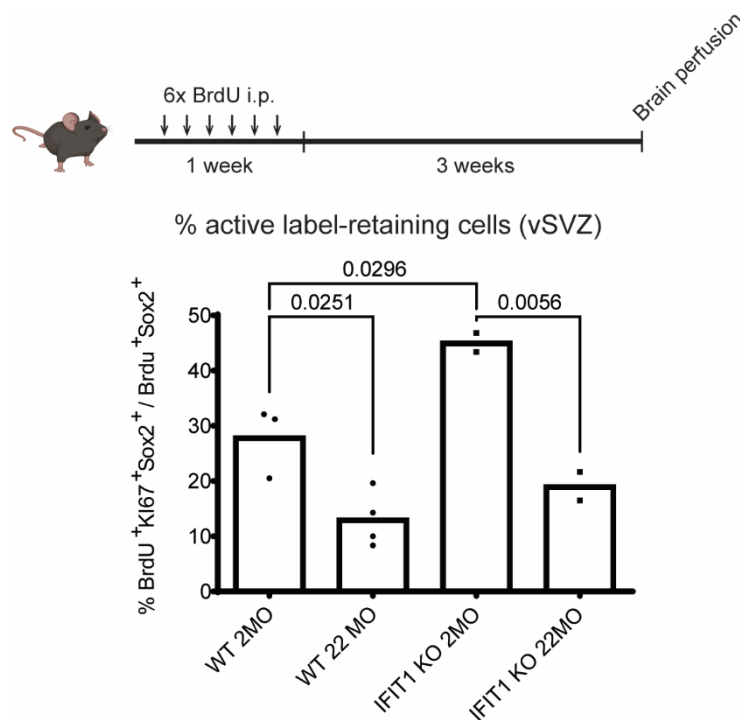 Brain perfusion
6x BrdU i.p.
1 week
3 weeks
% active label-retaining cells (vSVZ)
% BrdU⁺KI67⁺Sox2⁺ / Brdu⁺Sox2⁺
0.0296
0.0251
0.0056
50
40
30
20
10
0
WT 2MO
WT 22 MO
IFIT1 KO 2MO
IFIT1 KO 22MO